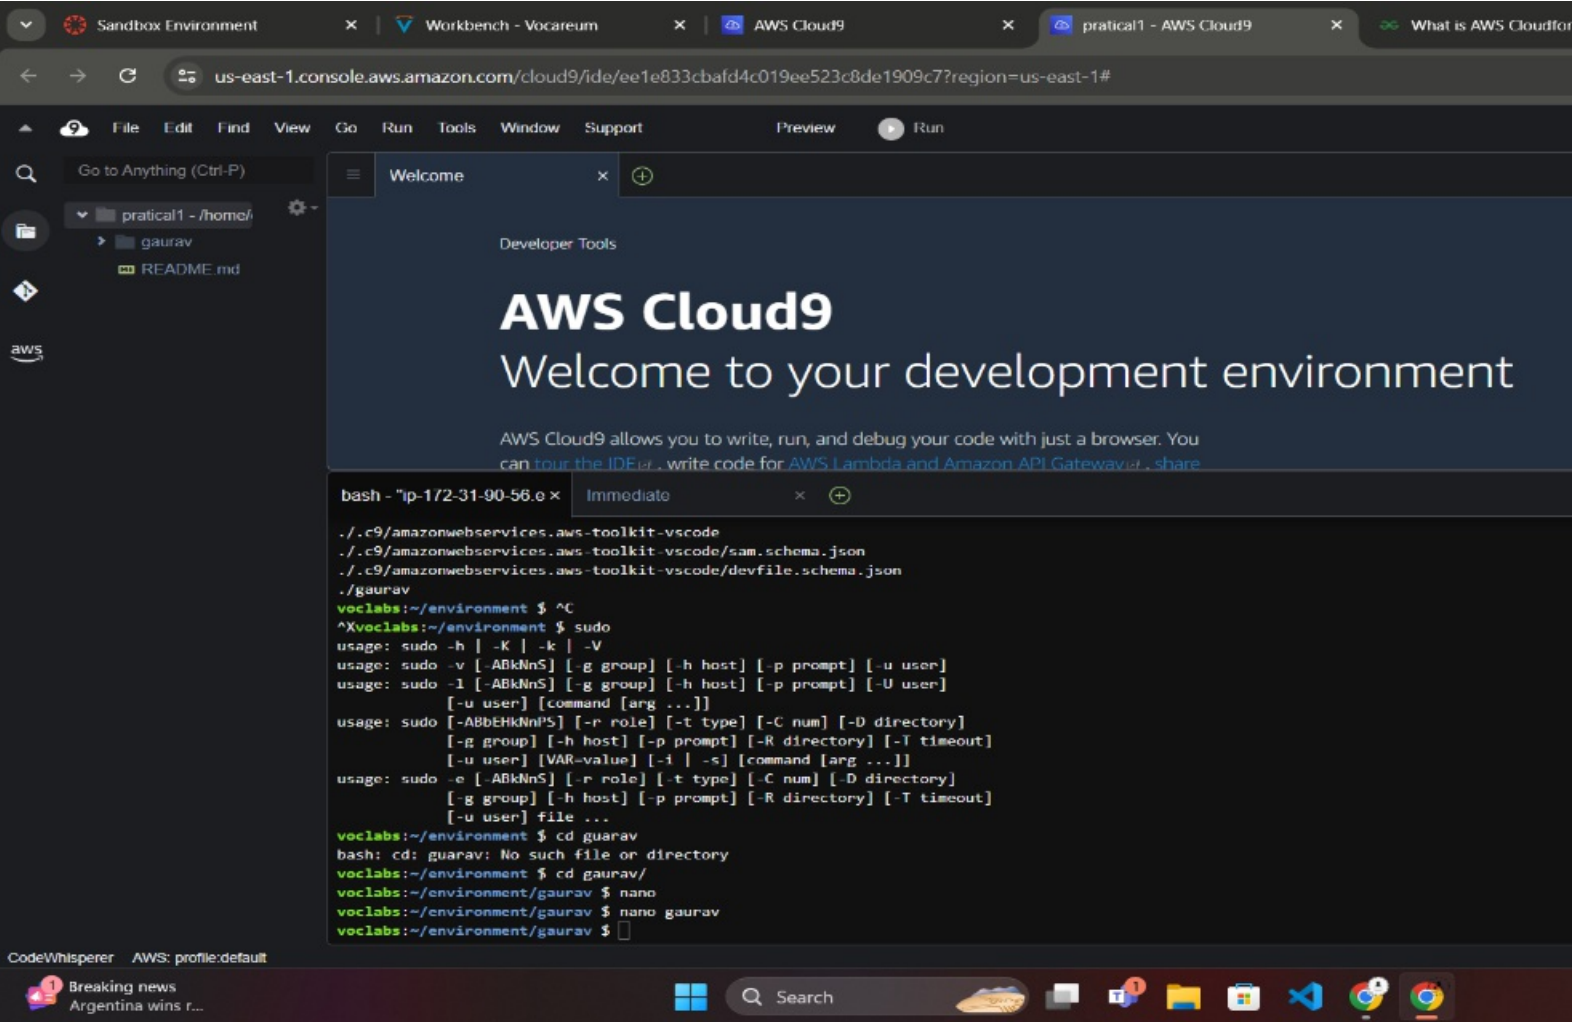 Sandbox Environment
Workbench - Vocareum
AWS Cloud9
pratical1 - AWS Cloud9
What is AWS Cloudfor
us-east-1.console.aws.amazon.com/cloud9/ide/ee1e833cbafd4c019ee523c8de1909c7?region=us-east-1#
File Edit Find View Go Run Tools Window Support Preview Run
Go to Anything (Ctrl-P)
Welcome
pratical1 - /home/
gaurav
README.md
aws
Developer Tools
AWS Cloud9
Welcome to your development environment
AWS Cloud9 allows you to write, run, and debug your code with just a browser. You
can tour the IDE, write code for AWS Lambda and Amazon API Gateway, share
bash - "ip-172-31-90-56.e
Immediate
./.c9/amazonwebservices.aws-toolkit-vscode
./.c9/amazonwebservices.aws-toolkit-vscode/sam.schema.json
./.c9/amazonwebservices.aws-toolkit-vscode/devfile.schema.json
./gaurav
voclabs:~/environment $ ^C
^Xvoclabs:~/environment $ sudo
usage: sudo -h | -K | -k | -V
usage: sudo -v [-ABkNnS] [-g group] [-h host] [-p prompt] [-u user]
usage: sudo -l [-ABkNnS] [-g group] [-h host] [-p prompt] [-U user]
[-u user] [command [arg ...]]
usage: sudo [-ABbEHkNnPS] [-r role] [-t type] [-C num] [-D directory]
[-g group] [-h host] [-p prompt] [-R directory] [-T timeout]
[-u user] [VAR=value] [-i | -s] [command [arg ...]]
usage: sudo -e [-ABkNnS] [-r role] [-t type] [-C num] [-D directory]
[-g group] [-h host] [-p prompt] [-R directory] [-T timeout]
[-u user] file ...
voclabs:~/environment $ cd guarav
bash: cd: guarav: No such file or directory
voclabs:~/environment $ cd gaurav/
voclabs:~/environment/gaurav $ nano
voclabs:~/environment/gaurav $ nano gaurav
voclabs:~/environment/gaurav $
CodeWhisperer AWS: profile:default
1
Breaking news
Argentina wins r...
Search
1